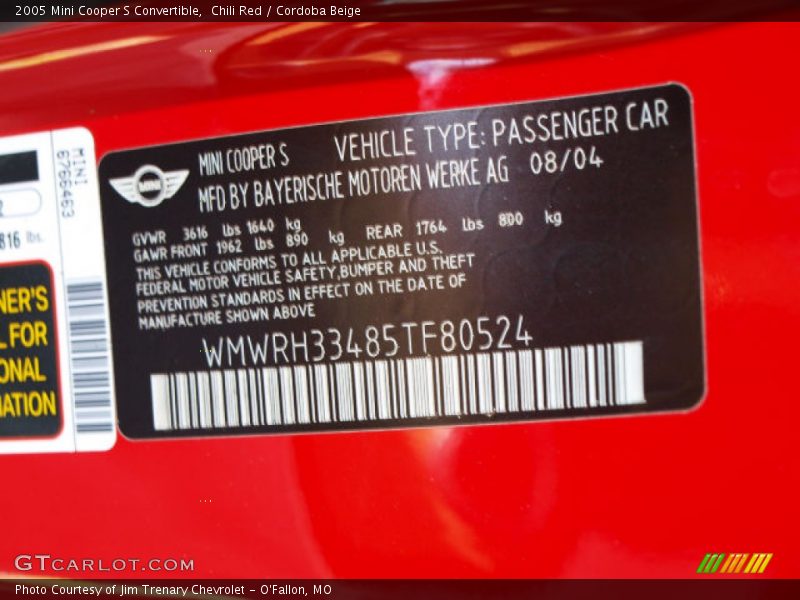 2005 Mini Cooper S Convertible,  Chili Red / Cordoba Beige
MINI
6766463
2
816 lbs.
NER'S
L FOR
ONAL
MATION
MINI
MINI COOPER S VEHICLE TYPE: PASSENGER CAR
MFD BY BAYERISCHE MOTOREN WERKE AG 08/04
GVWR 3616 lbs 1640 kg
GAWR FRONT 1962 lbs 890 kg REAR 1764 lbs 800 kg
THIS VEHICLE CONFORMS TO ALL APPLICABLE U.S.
FEDERAL MOTOR VEHICLE SAFETY,BUMPER AND THEFT
PREVENTION STANDARDS IN EFFECT ON THE DATE OF
MANUFACTURE SHOWN ABOVE
WMWRH33485TF80524
GTCARLOT.COM
Photo Courtesy of Jim Trenary Chevrolet - O'Fallon, MO